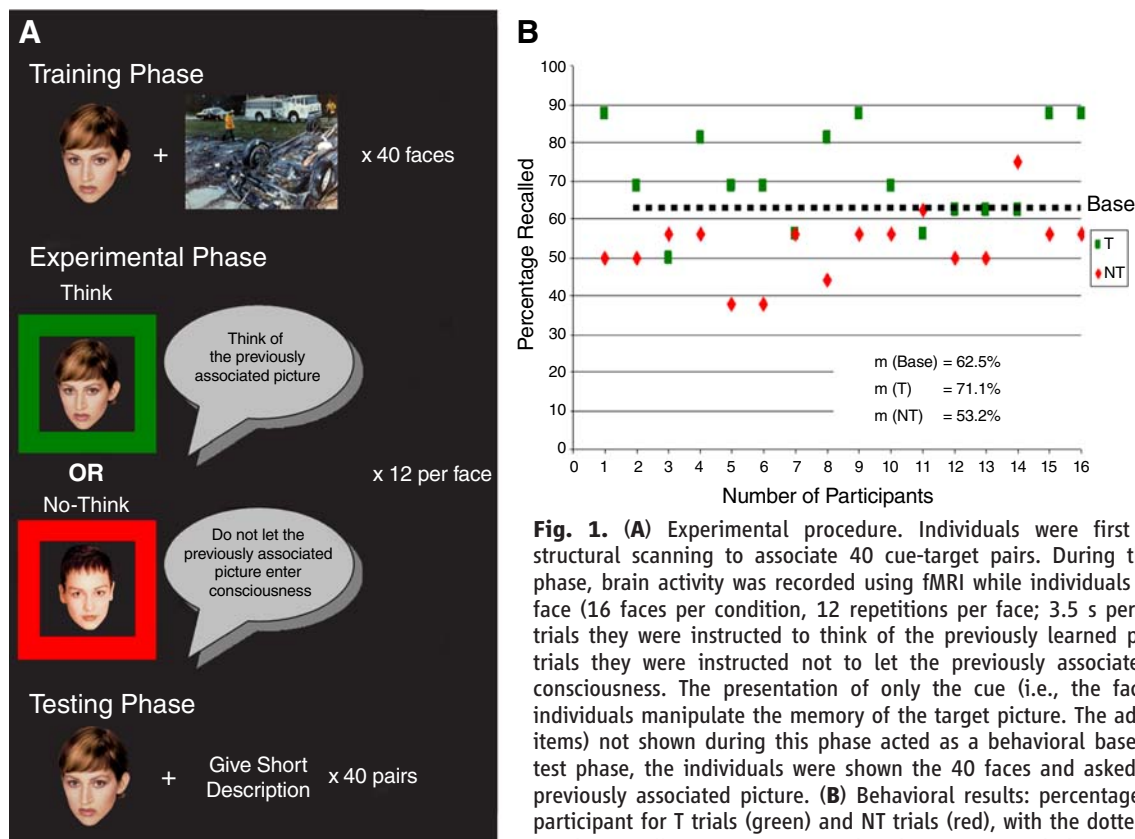 A
Training Phase
+
x 40 faces
Experimental Phase
Think
Think of
the previously
associated picture
OR
x 12 per face
No-Think
Do not let the
previously associated
picture enter
consciousness
Testing Phase
+
Give Short
Description
x 40 pairs
B
100
90
80
70
60
50
40
30
20
10
0
Percentage Recalled
Base
T
NT
m (Base) = 62.5%
m (T) = 71.1%
m (NT) = 53.2%
0 1 2 3 4 5 6 7 8 9 10 11 12 13 14 15 16
Number of Participants
Fig. 1. (A) Experimental procedure. Individuals were first
structural scanning to associate 40 cue-target pairs. During t
phase, brain activity was recorded using fMRI while individuals
face (16 faces per condition, 12 repetitions per face; 3.5 s per
trials they were instructed to think of the previously learned p
trials they were instructed not to let the previously associate
consciousness. The presentation of only the cue (i.e., the fac
individuals manipulate the memory of the target picture. The ad
items) not shown during this phase acted as a behavioral base
test phase, the individuals were shown the 40 faces and asked
previously associated picture. (B) Behavioral results: percentage
participant for T trials (green) and NT trials (red), with the dotte